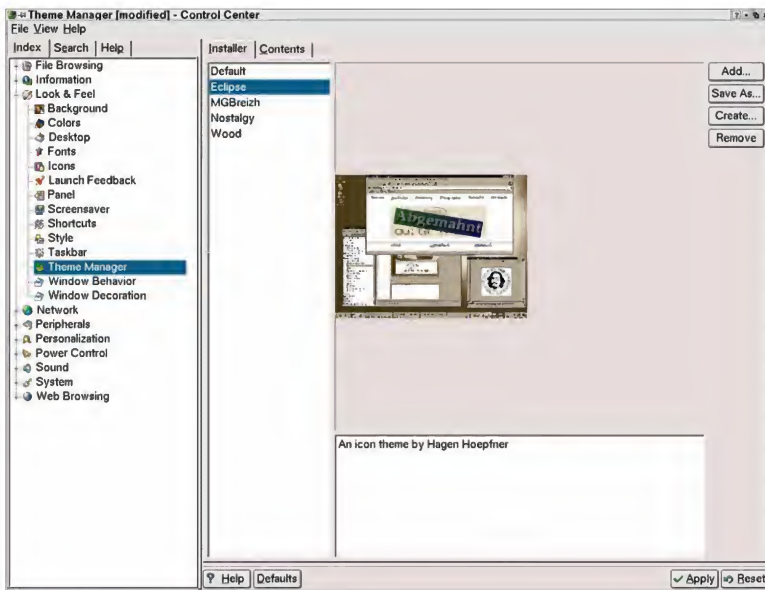 Theme Manager [modified] - Control Center
File View Help
Index Search Help
File Browsing
Information
Look & Feel
Background
Colors
Desktop
Fonts
Icons
Launch Feedback
Panel
Screensaver
Shortcuts
Style
Taskbar
Theme Manager
Window Behavior
Window Decoration
Network
Peripherals
Personalization
Power Control
Sound
System
Web Browsing
Installer Contents
Default
Eclipse
MGBreizh
Nostalgy
Wood
Abgemahnt
An icon theme by Hagen Hoepfner
Add...
Save As...
Create...
Remove
? Help Defaults
Apply Reset